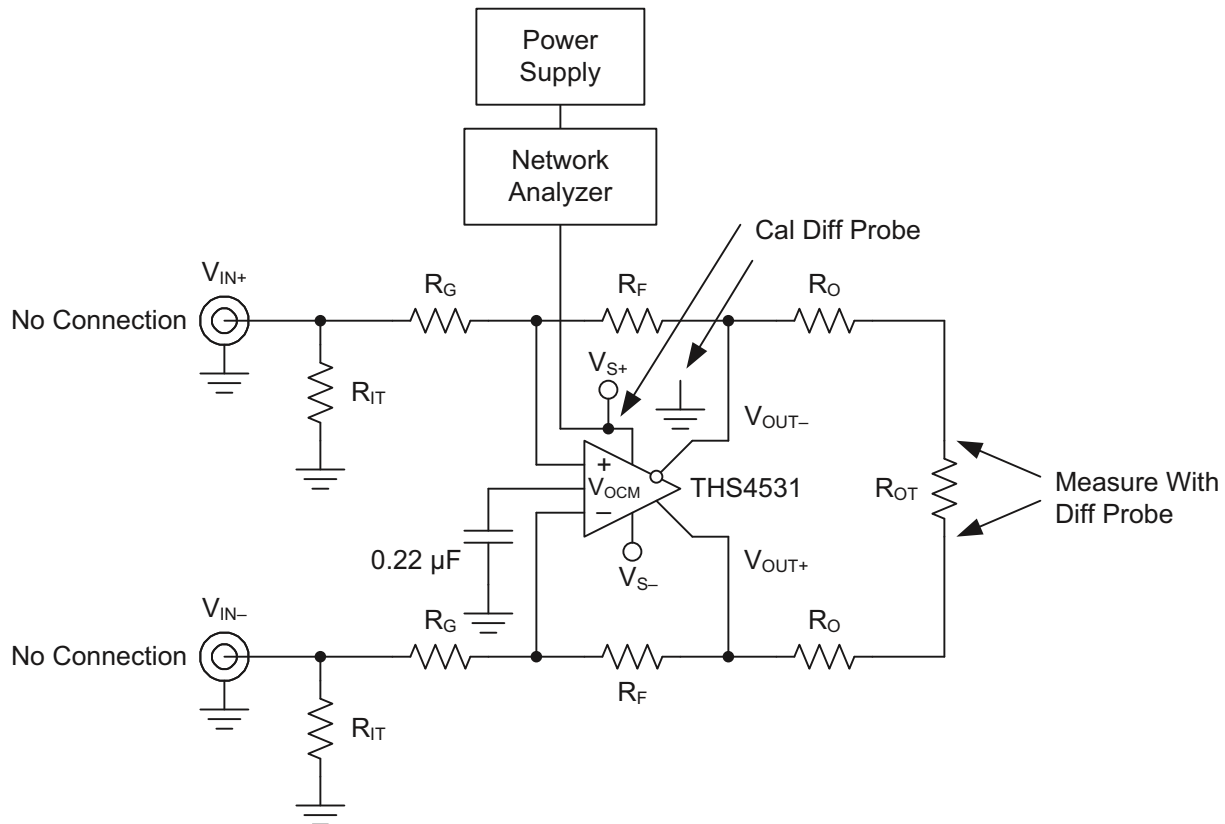 Power
Supply
Network
Analyzer
Cal Diff Probe
V_IN+
R_G
R_F
R_O
No Connection
R_IT
V_S+
V_OUT–
+
V_OCM
–
THS4531
R_OT
Measure With
Diff Probe
0.22 µF
V_S–
V_OUT+
V_IN–
R_G
R_O
No Connection
R_F
R_IT